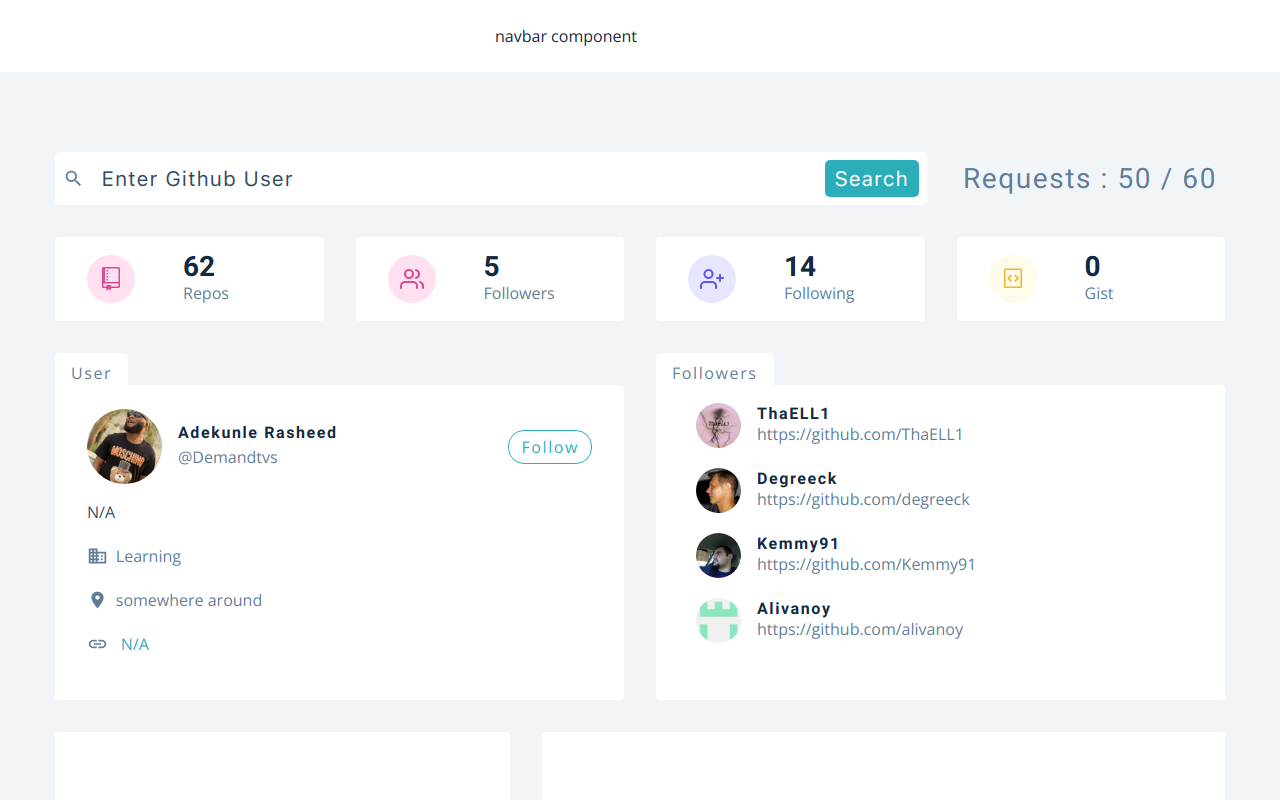 navbar component
Enter Github User
Search
Requests : 50 / 60
62
Repos
5
Followers
14
Following
0
Gist
User
Adekunle Rasheed
@Demandtvs
Follow
N/A
Learning
somewhere around
N/A
Followers
ThaELL1
https://github.com/ThaELL1
Degreeck
https://github.com/degreeck
Kemmy91
https://github.com/Kemmy91
Alivanoy
https://github.com/alivanoy